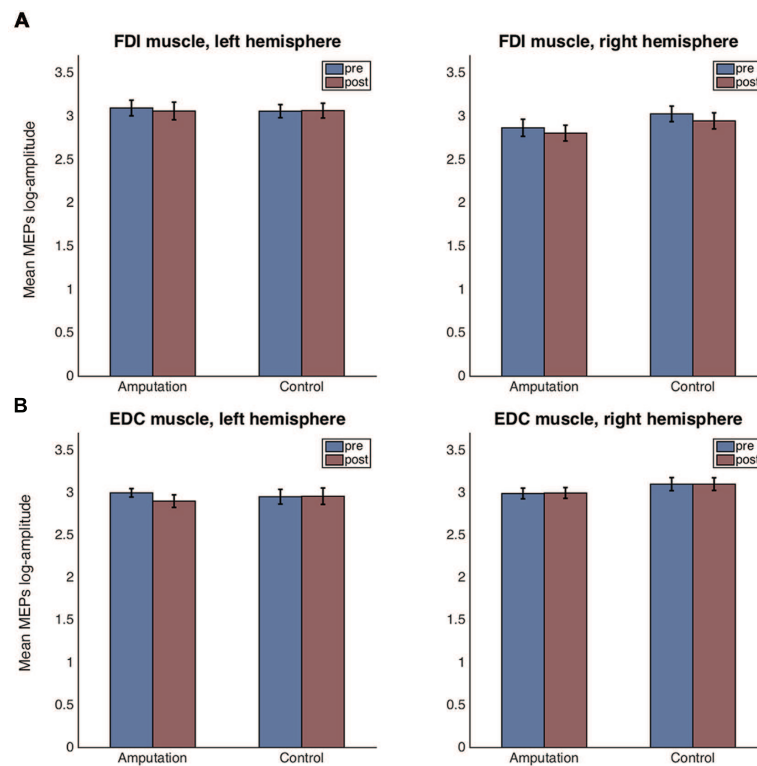 A
FDI muscle, left hemisphere
pre
post
3.5
3
2.5
2
1.5
1
0.5
0
Mean MEPs log-amplitude
Amputation Control
FDI muscle, right hemisphere
pre
post
3.5
3
2.5
2
1.5
1
0.5
0
Amputation Control
B
EDC muscle, left hemisphere
pre
post
3.5
3
2.5
2
1.5
1
0.5
0
Mean MEPs log-amplitude
Amputation Control
EDC muscle, right hemisphere
pre
post
3.5
3
2.5
2
1.5
1
0.5
0
Amputation Control